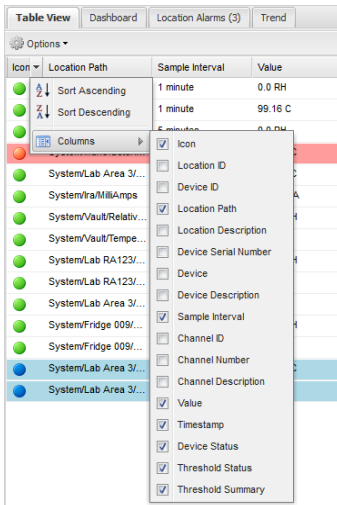 Table View Dashboard Location Alarms (3) Trend
Options
Icon Location Path Sample Interval Value
Sort Ascending 1 minute 0.0 RH
Sort Descending 1 minute 99.16 C
5 minutes 0.0 RH
Columns
Icon
Location ID
System/Lab Area 3/...
Device ID
System/Ira/MilliAmps
Location Path
System/Vault/Relativ...
Location Description
System/Vault/Tempe...
Device Serial Number
System/Lab RA123/...
Device
System/Lab RA123/...
Device Description
System/Lab Area 3/...
Sample Interval
System/Fridge 009/...
Channel ID
System/Fridge 009/...
Channel Number
System/Lab Area 3/...
Channel Description
System/Lab Area 3/...
Value
Timestamp
Device Status
Threshold Status
Threshold Summary